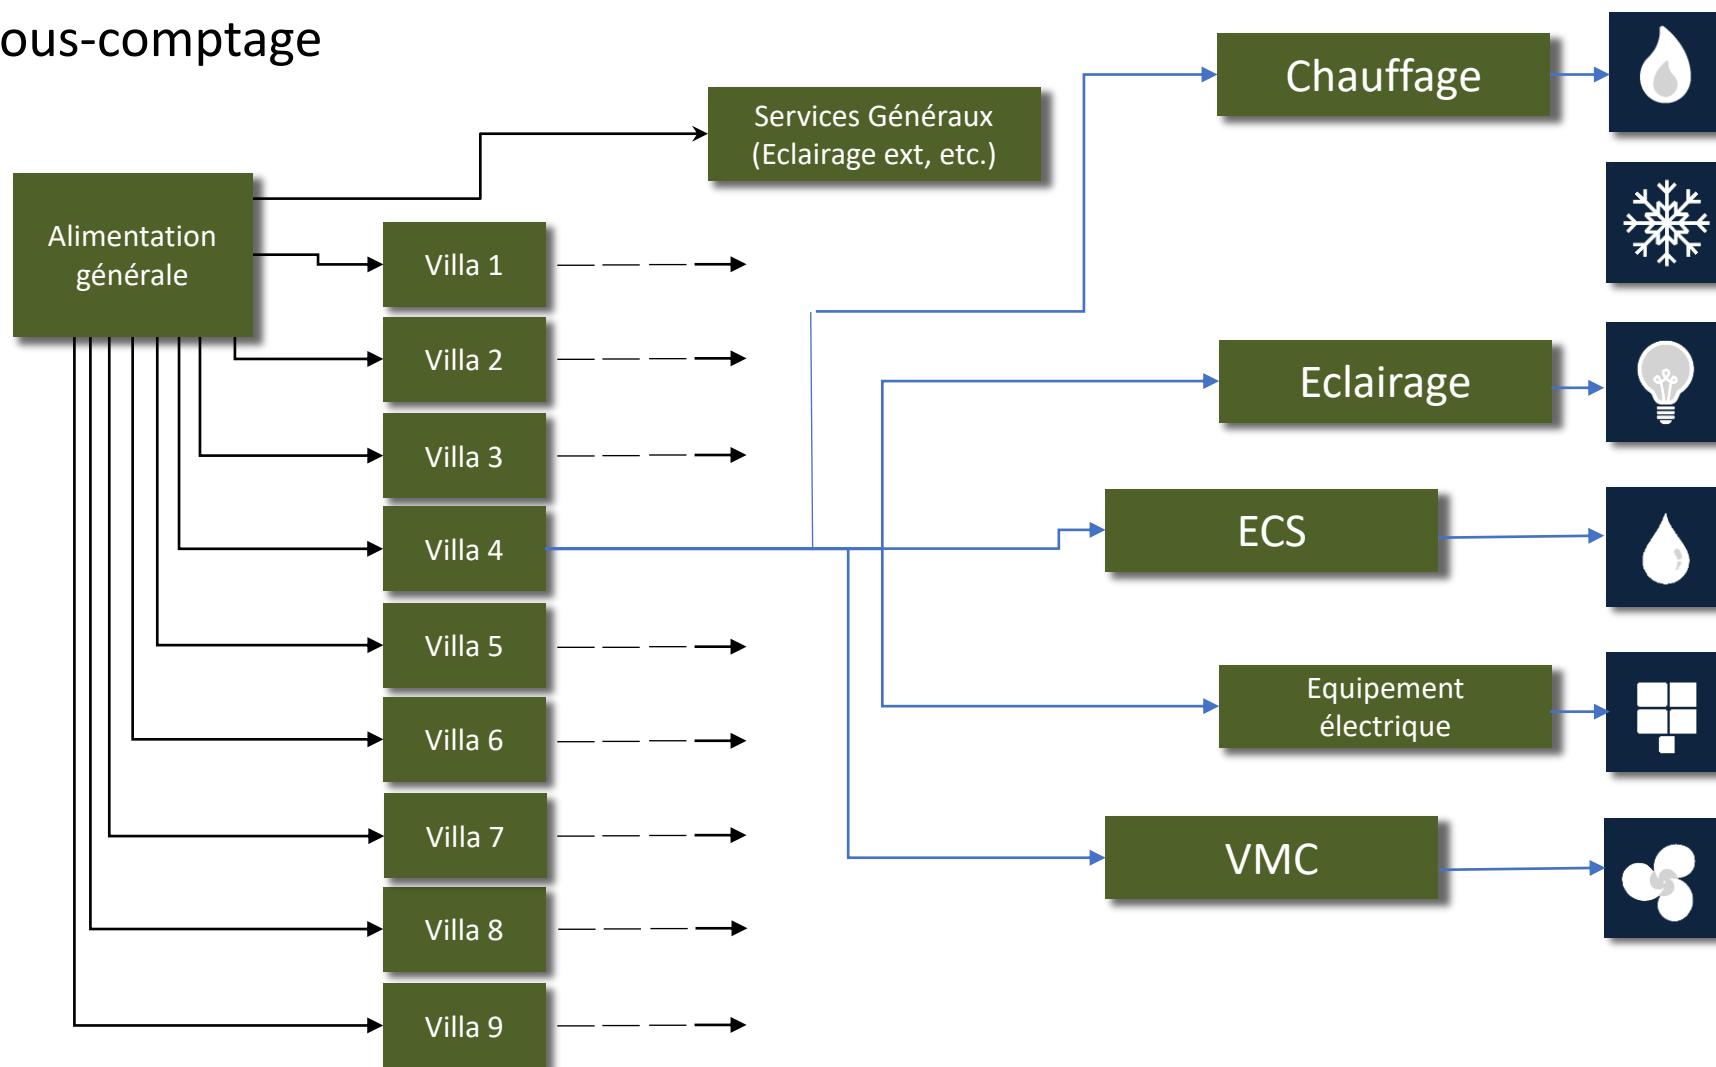 ous-comptage
Services Généraux
(Eclairage ext, etc.)
Alimentation
générale
Villa 1
Villa 2
Villa 3
Villa 4
Villa 5
Villa 6
Villa 7
Villa 8
Villa 9
Chauffage
Eclairage
ECS
Equipement
électrique
VMC